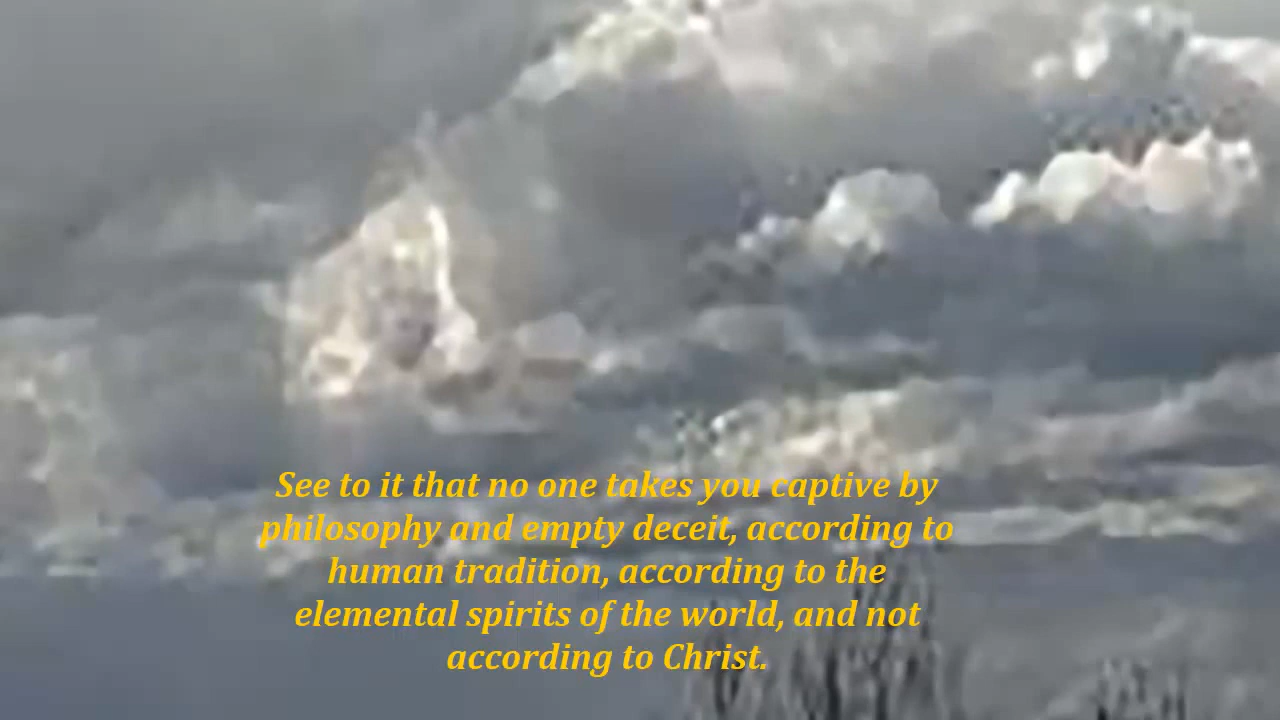 See to it that no one takes you captive by
philosophy and empty deceit, according to
human tradition, according to the
elemental spirits of the world, and not
according to Christ.